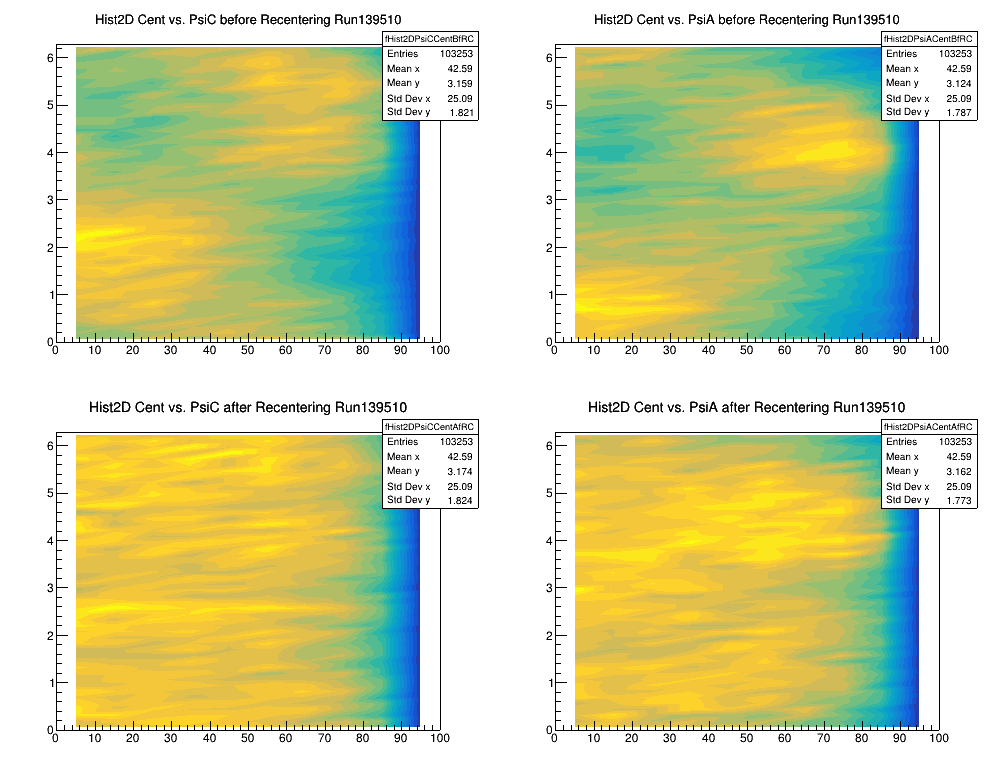 Hist2D Cent vs. PsiC before Recentering Run139510
fHist2DPsiCCentBfRC
Entries 103253
Mean x 42.59
Mean y 3.159
Std Dev x 25.09
Std Dev y 1.821
6
5
4
3
2
1
0
0 10 20 30 40 50 60 70 80 90 100
Hist2D Cent vs. PsiA before Recentering Run139510
fHist2DPsiACentBfRC
Entries 103253
Mean x 42.59
Mean y 3.124
Std Dev x 25.09
Std Dev y 1.787
6
5
4
3
2
1
0
0 10 20 30 40 50 60 70 80 90 100
Hist2D Cent vs. PsiC after Recentering Run139510
fHist2DPsiCCentAfRC
Entries 103253
Mean x 42.59
Mean y 3.174
Std Dev x 25.09
Std Dev y 1.824
6
5
4
3
2
1
0
0 10 20 30 40 50 60 70 80 90 100
Hist2D Cent vs. PsiA after Recentering Run139510
fHist2DPsiACentAfRC
Entries 103253
Mean x 42.59
Mean y 3.162
Std Dev x 25.09
Std Dev y 1.773
6
5
4
3
2
1
0
0 10 20 30 40 50 60 70 80 90 100